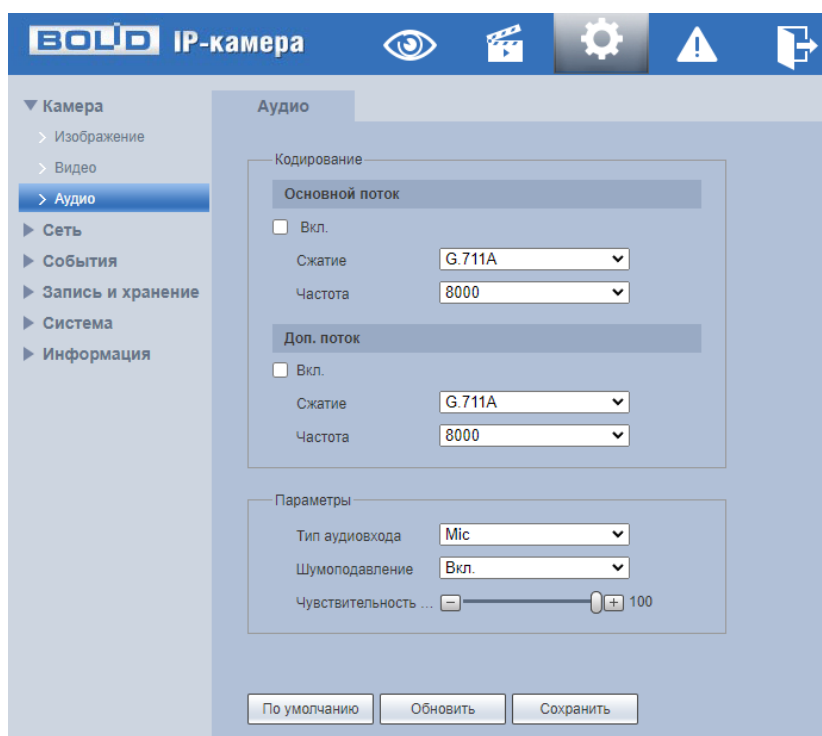 BOLID IP-камера
Камера
Изображение
Видео
Аудио
Сеть
События
Запись и хранение
Система
Информация
Аудио
Кодирование
Основной поток
Вкл.
Сжатие G.711A
Частота 8000
Доп. поток
Вкл.
Сжатие G.711A
Частота 8000
Параметры
Тип аудиовхода Mic
Шумоподавление Вкл.
Чувствительность ... 100
По умолчанию Обновить Сохранить